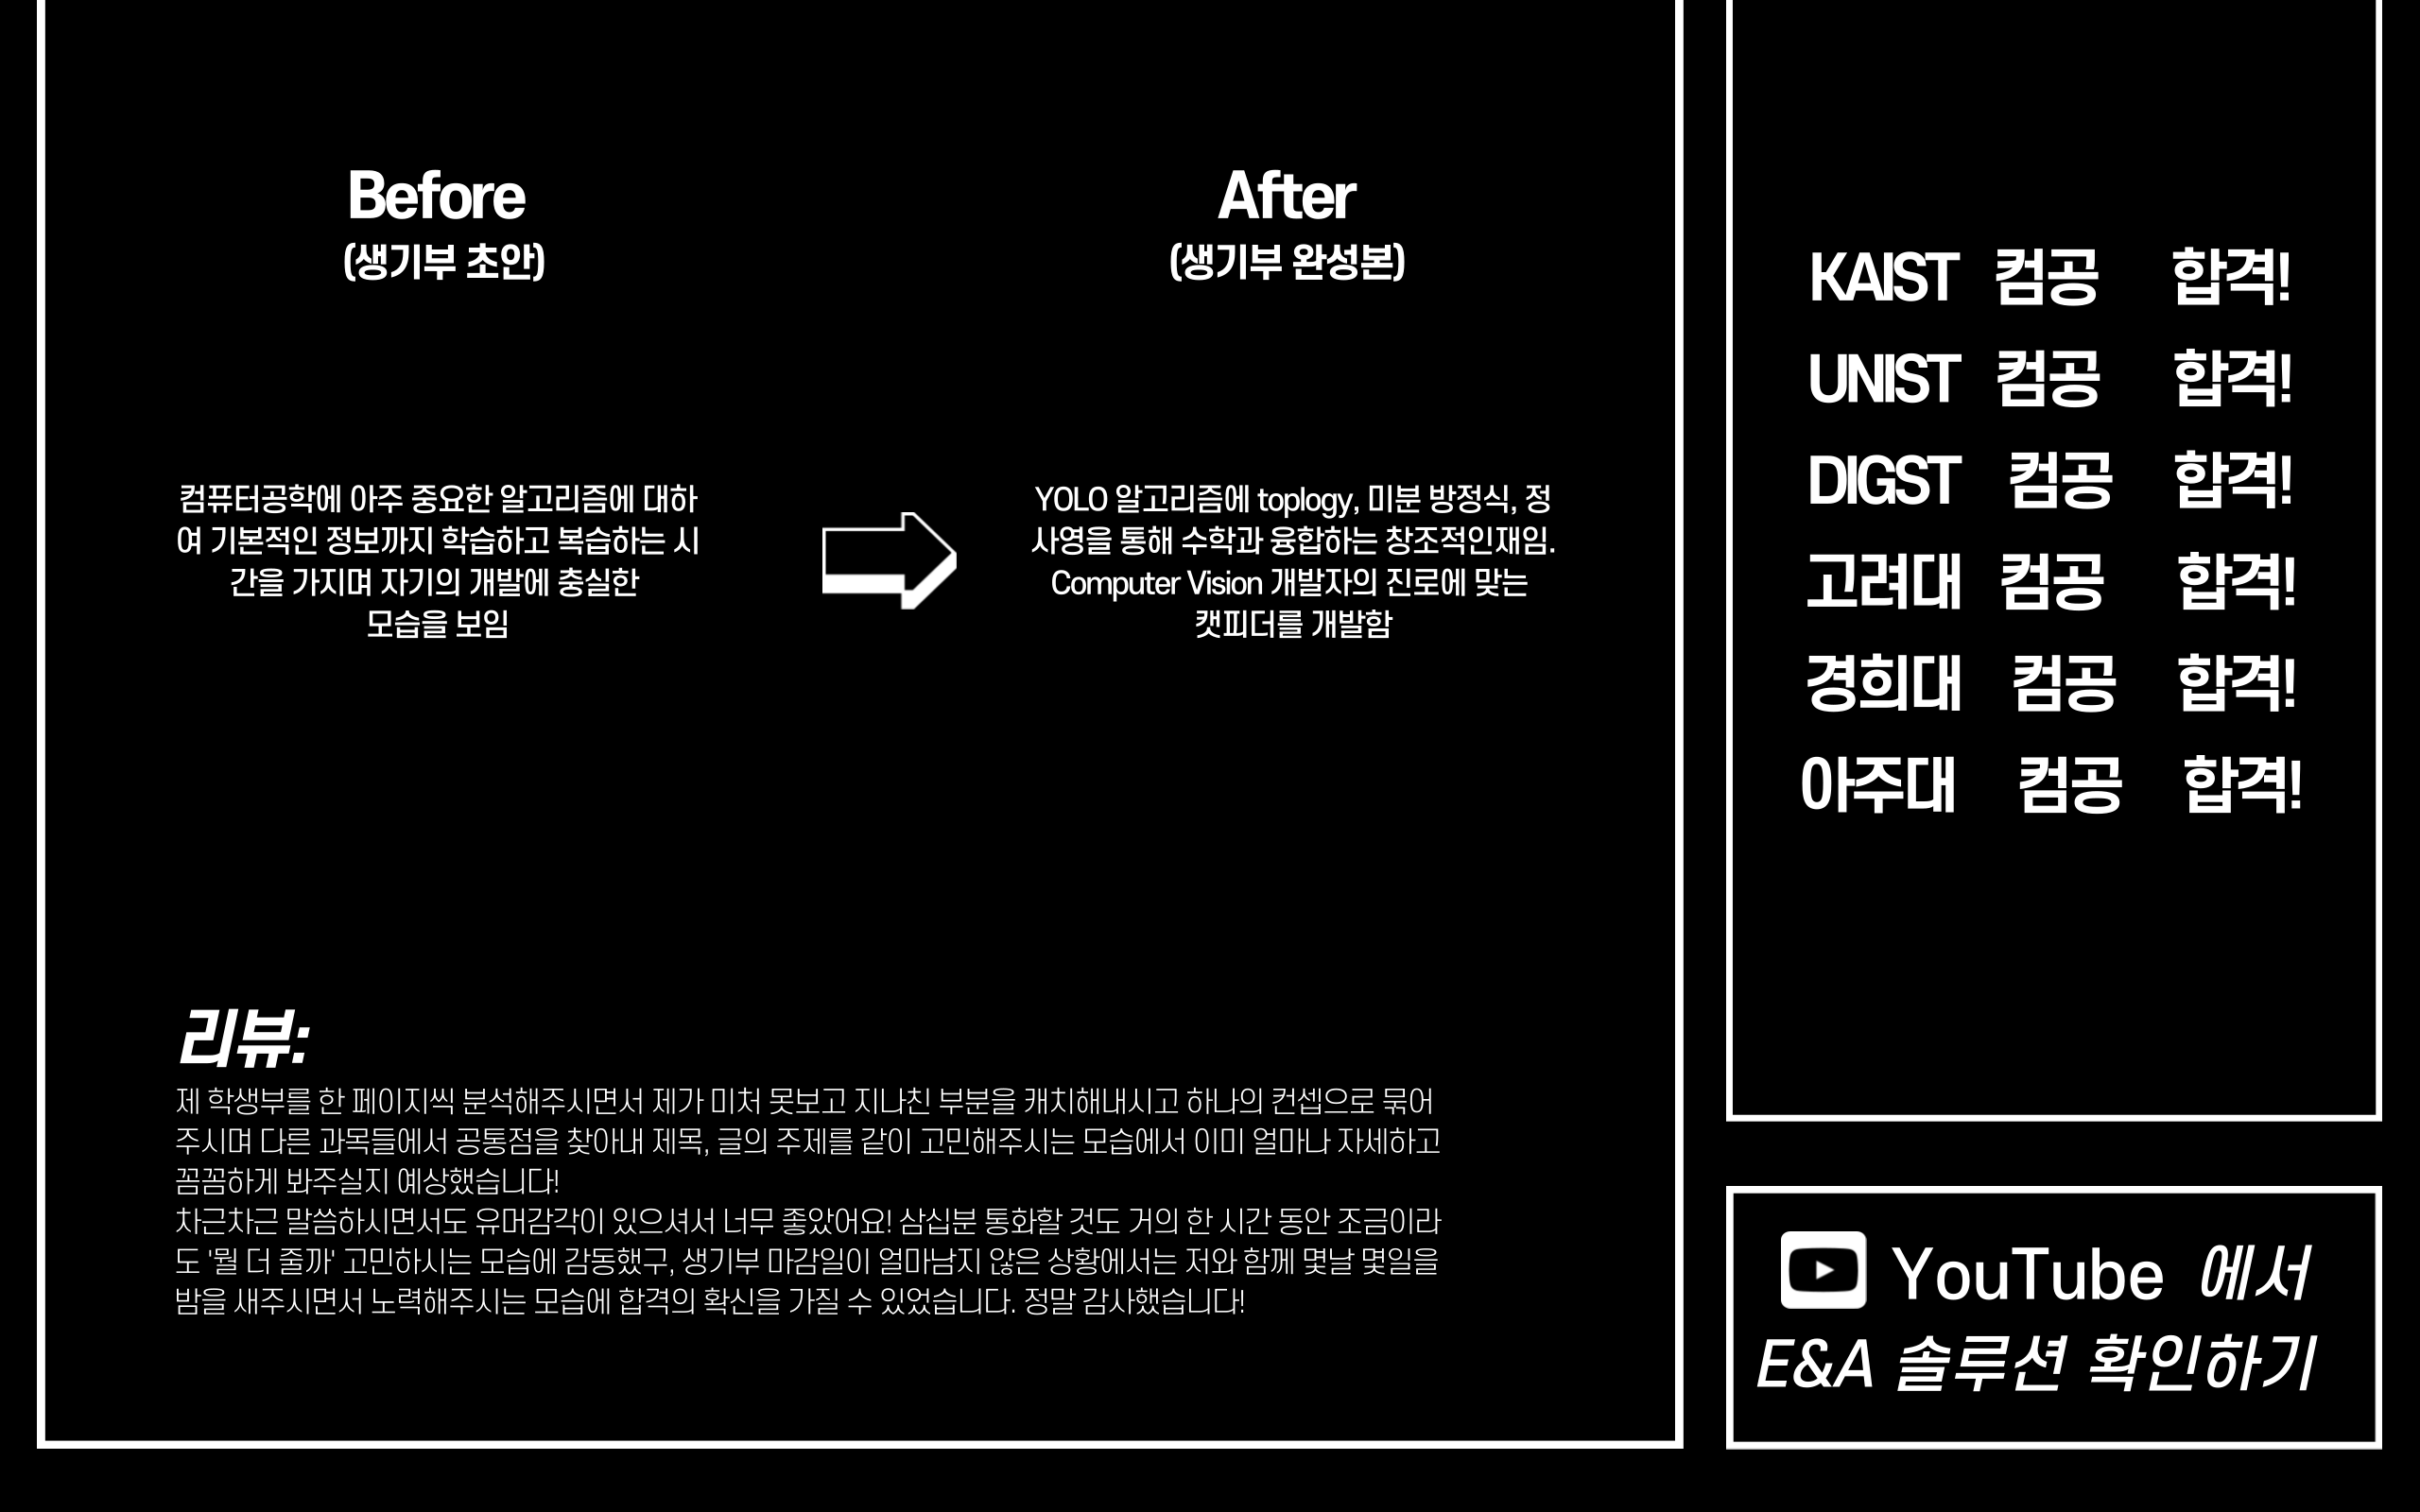 Before
(생기부 초안)
컴퓨터공학에 아주 중요한 알고리즘에 대하
여 기본적인 정보까지 학습하고 복습하는 시
간을 가지며 자기의 개발에 충실한
모습을 보임
After
(생기부 완성본)
YOLO 알고리즘에 toplogy, 미분 방정식, 정
사영을 통해 수학과 융합하는 창조적인재임.
Computer Vision 개발자의 진로에 맞는
캣피더를 개발함
리뷰:
제 학생부를 한 페이지씩 분석해주시면서 제가 미처 못보고 지나친 부분을 캐치해내시고 하나의 컨셉으로 묶어
주시며 다른 과목들에서 공통점을 찾아내 제목, 글의 주제를 같이 고민해주시는 모습에서 이미 얼마나 자세하고
꼼꼼하게 봐주실지 예상했습니다!
차근차근 말씀하시면서도 유머감각이 있으셔서 너무 좋았어요! 삼십분 통화할 것도 거의 한 시간 동안 조금이라
도 '뭘 더 줄까' 고민하시는 모습에 감동했구, 생기부 마감일이 얼마남지 않은 상황에서는 저와 함께 몇날 몇일을
밤을 새주시면서 노력해주시는 모습에 합격의 확신을 가질 수 있었습니다. 정말 감사했습니다!
KAIST 컴공 합격!
UNIST 컴공 합격!
DIGST 컴공 합격!
고려대 컴공 합격!
경희대 컴공 합격!
아주대 컴공 합격!
YouTube 에서
E&A 솔루션 확인하기